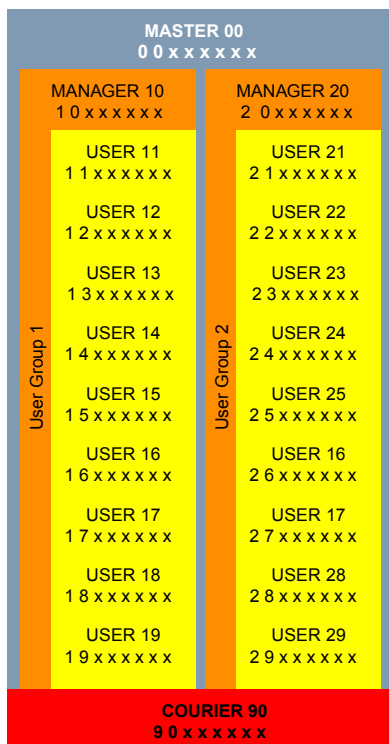 MASTER 00
0 0 x x x x x x
MANAGER 10
1 0 x x x x x x
User Group 1
USER 11
1 1 x x x x x x
USER 12
1 2 x x x x x x
USER 13
1 3 x x x x x x
USER 14
1 4 x x x x x x
USER 15
1 5 x x x x x x
USER 16
1 6 x x x x x x
USER 17
1 7 x x x x x x
USER 18
1 8 x x x x x x
USER 19
1 9 x x x x x x
MANAGER 20
2 0 x x x x x x
User Group 2
USER 21
2 1 x x x x x x
USER 22
2 2 x x x x x x
USER 23
2 3 x x x x x x
USER 24
2 4 x x x x x x
USER 25
2 5 x x x x x x
USER 16
2 6 x x x x x x
USER 17
2 7 x x x x x x
USER 28
2 8 x x x x x x
USER 29
2 9 x x x x x x
COURIER 90
9 0 x x x x x x